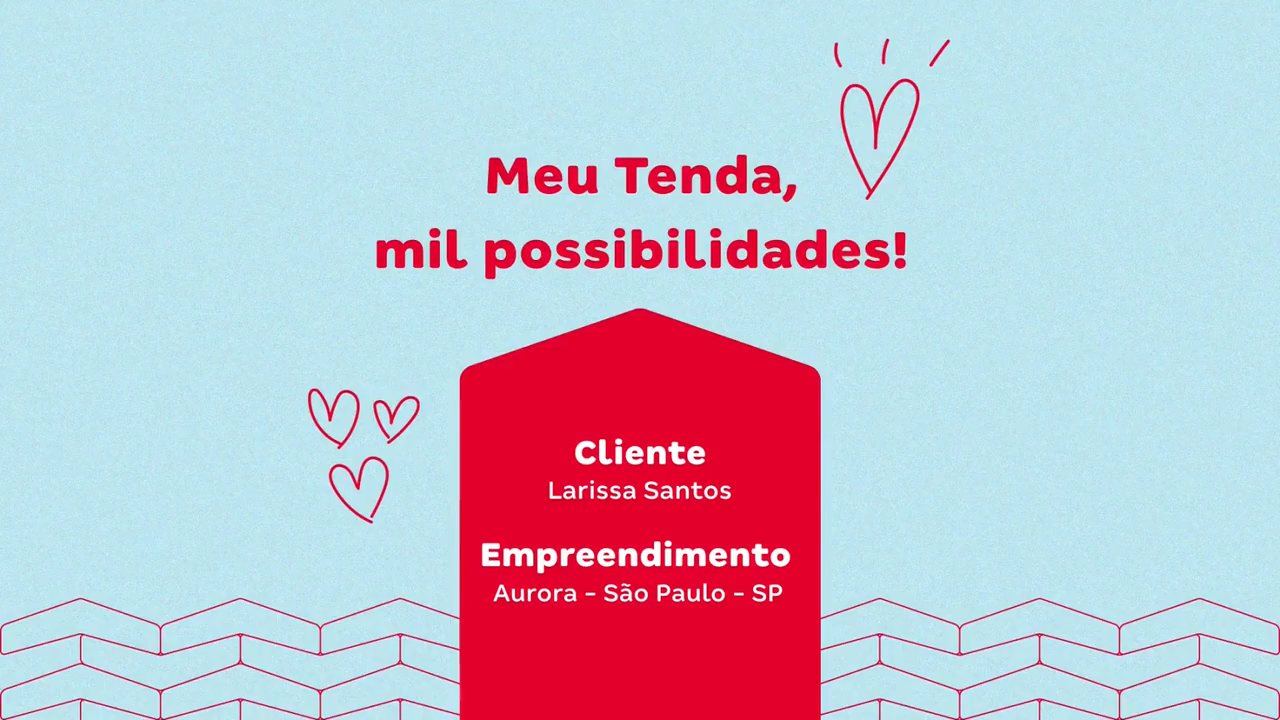 Meu Tenda,
mil possibilidades!
Cliente
Larissa Santos
Empreendimento
Aurora - São Paulo - SP